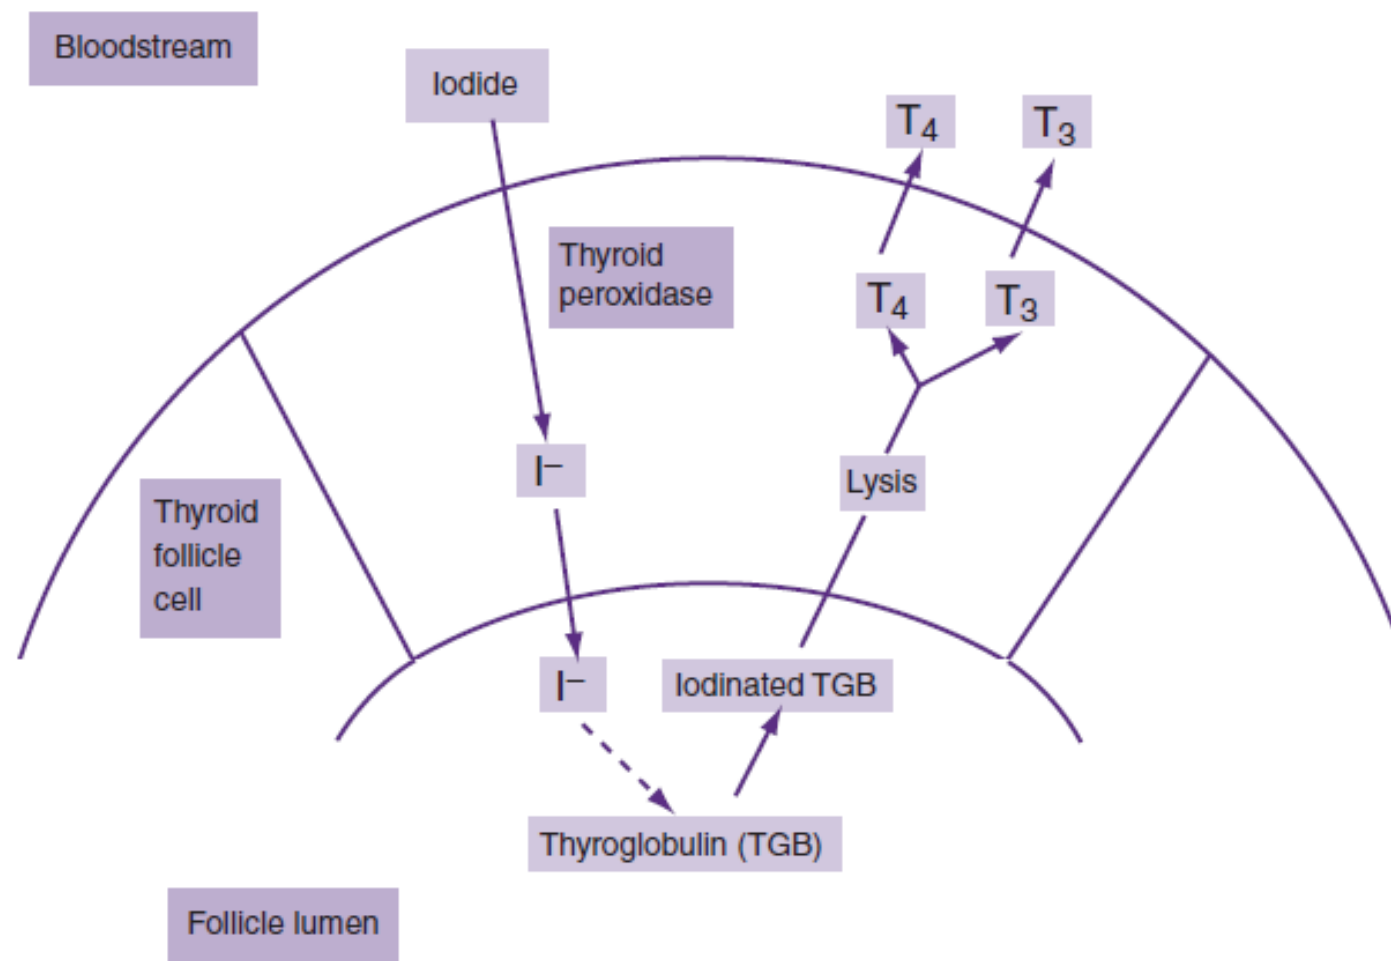 Bloodstream
Iodide
T4
T3
Thyroid
peroxidase
T4
T3
I–
Lysis
Thyroid
follicle
cell
I–
Iodinated TGB
Thyroglobulin (TGB)
Follicle lumen